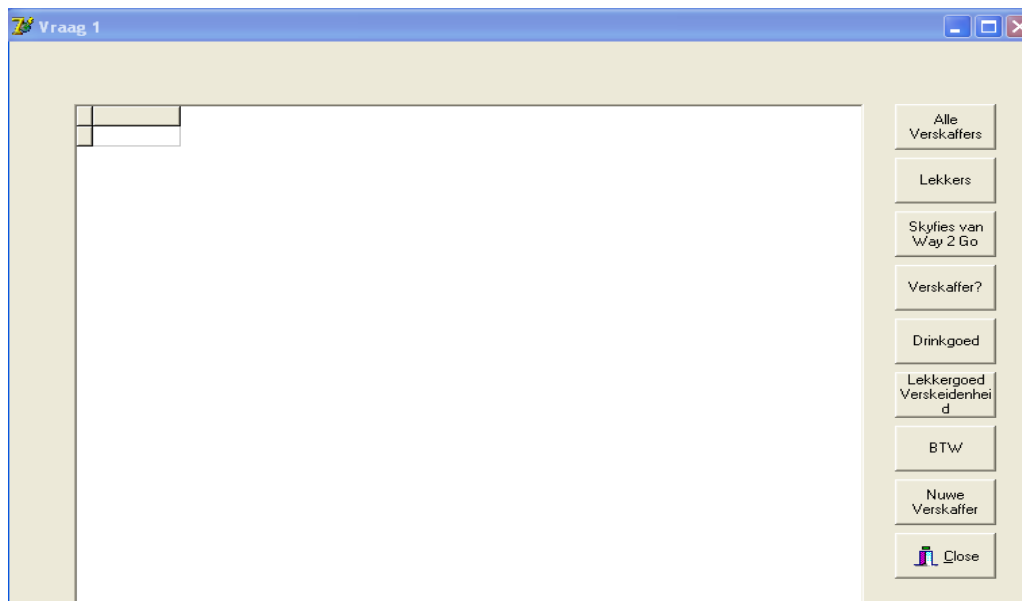 Vraag 1
Alle
Verskaffers
Lekkers
Skyfies van
Way 2 Go
Verskaffer?
Drinkgoed
Lekkergoed
Verskeidenhei
d
BTW
Nuwe
Verskaffer
Close